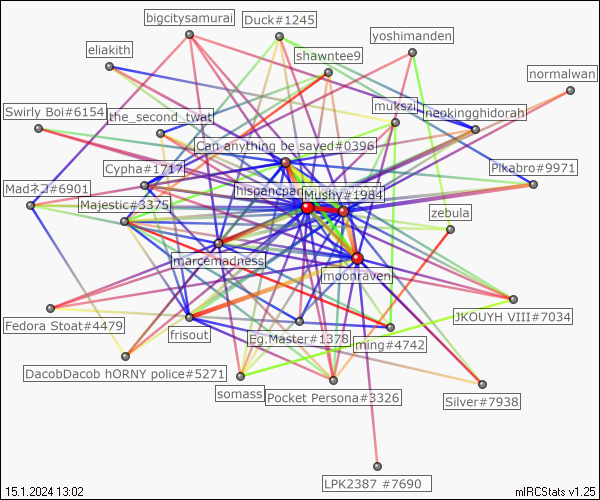 bigcitysamurai
Duck#1245
yoshimanden
eliakith
shawntee9
normalwan
mukszi
Swirly Boi#6154
the_second_twat
neokingghidorah
Can anything be saved#0396
Cypha#1717
Pikabro#9971
Madネコ#6901
hispancpa
Mushy#1984
Majestic#3375
zebula
marcemadness
moonraven
JKOUYH VIII#7034
Fedora Stoat#4479
frisout
Eg.Master#1378
ming#4742
DacobDacob hORNY police#5271
somass
Pocket Persona#3326
Silver#7938
LPK2387 #7690
15.1.2024 13:02
mIRCStats v1.25